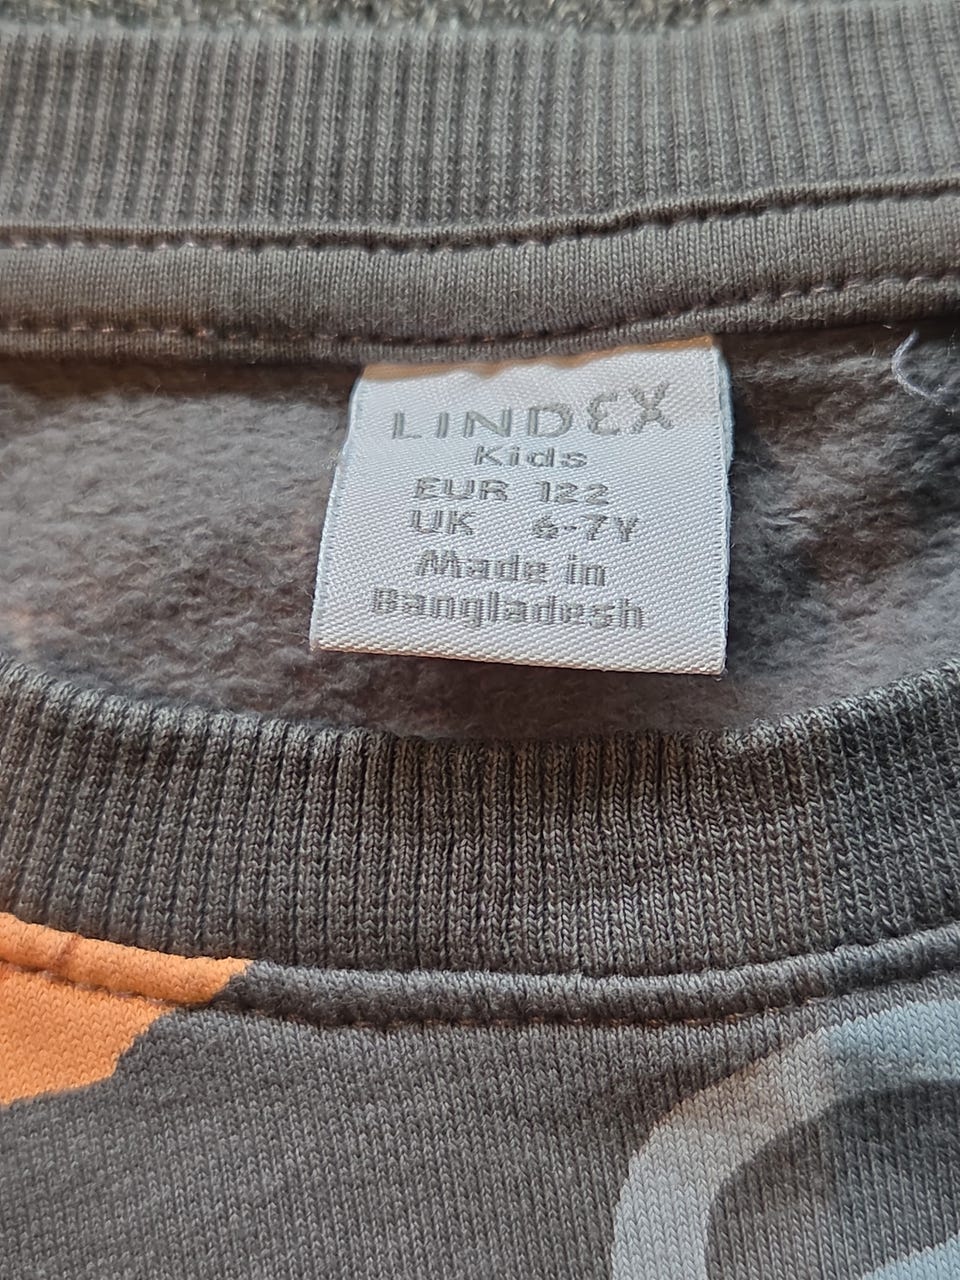 LINDEX
Kids
EUR 122
UK 6-7Y
Made in
Bangladesh